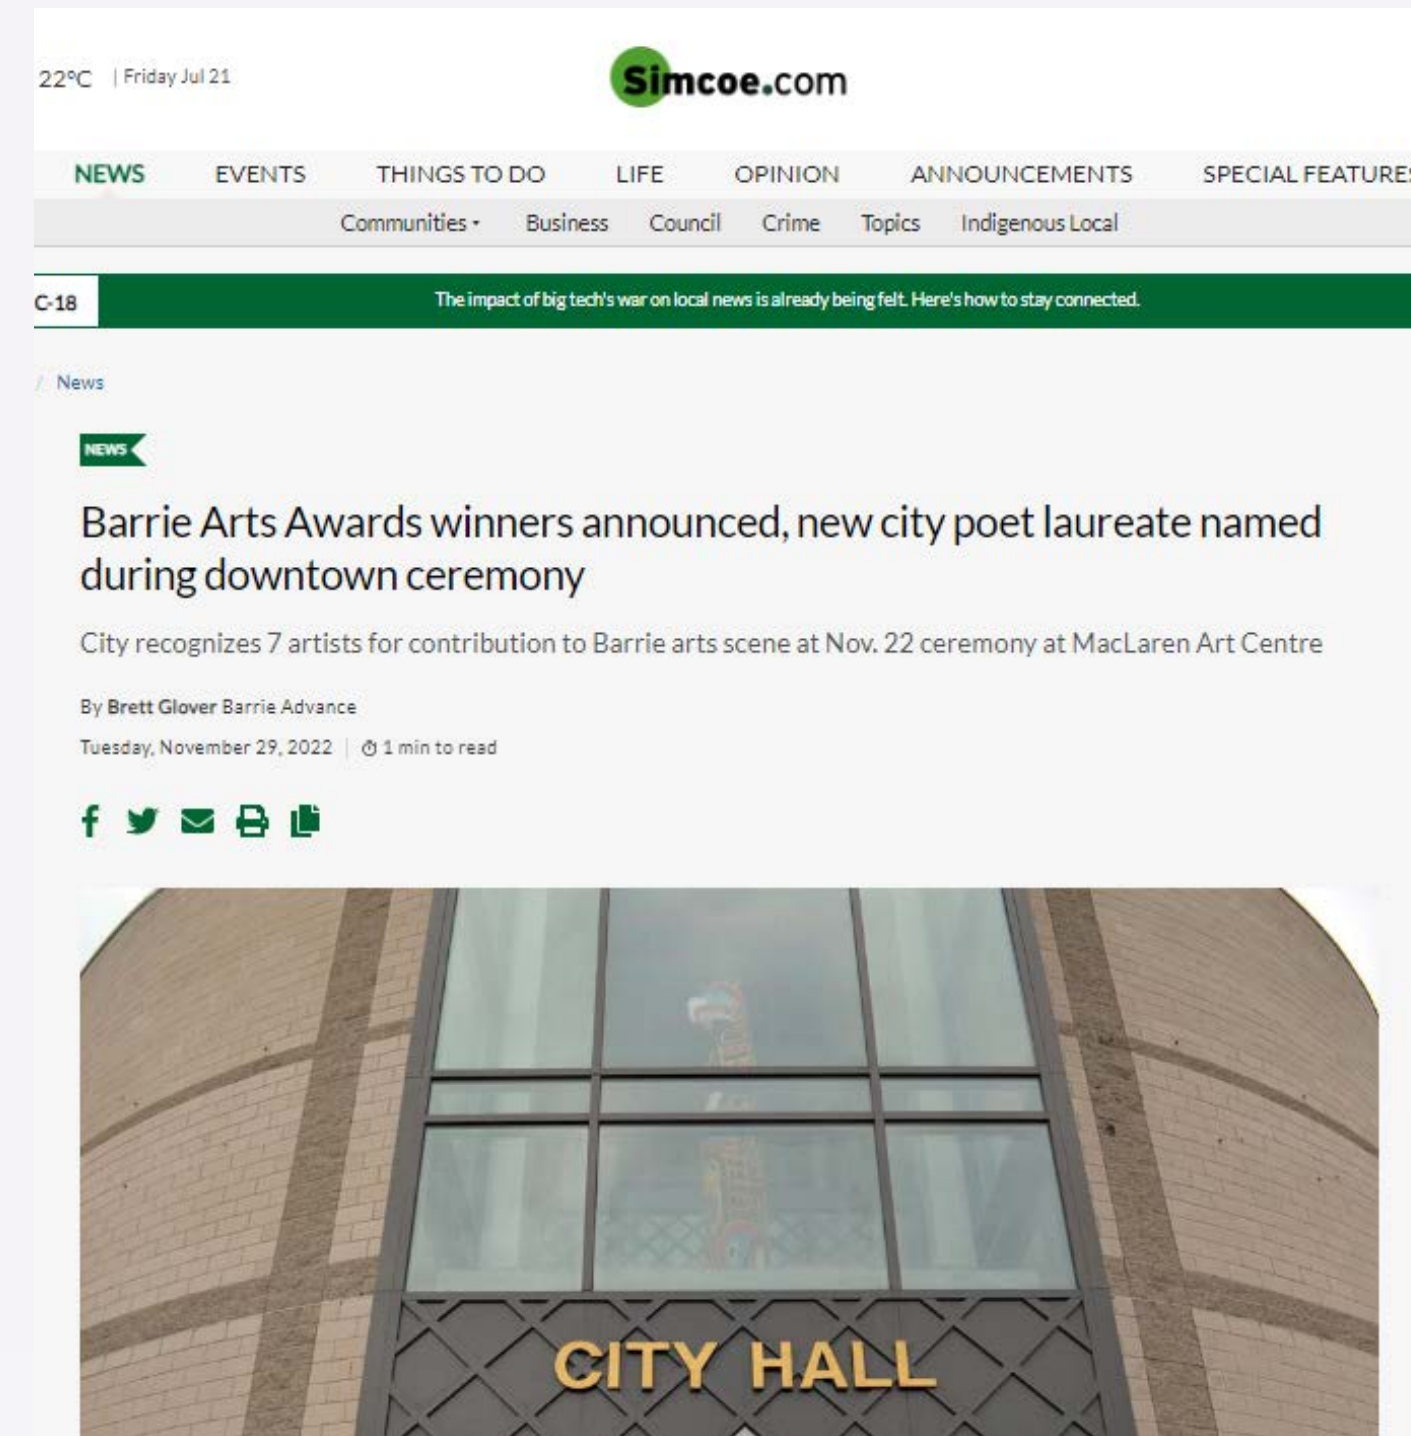 22°C | Friday Jul 21
Simcoe.com
NEWS EVENTS THINGS TO DO LIFE OPINION ANNOUNCEMENTS SPECIAL FEATURES
Communities Business Council Crime Topics Indigenous Local
C-18 The impact of big tech's war on local news is already being felt. Here's how to stay connected.
/ News
NEWS
Barrie Arts Awards winners announced, new city poet laureate named
during downtown ceremony
City recognizes 7 artists for contribution to Barrie arts scene at Nov. 22 ceremony at MacLaren Art Centre
By Brett Glover Barrie Advance
Tuesday, November 29, 2022 | 1 min to read
CITY HALL